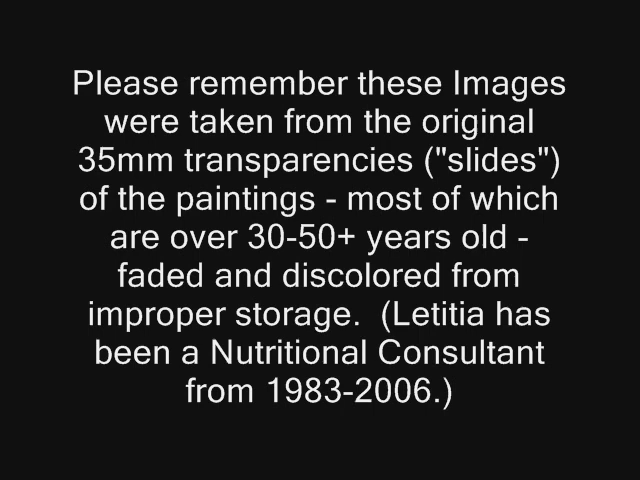 Please remember these Images
were taken from the original
35mm transparencies ("slides")
of the paintings - most of which
are over 30-50+ years old -
faded and discolored from
improper storage.  (Letitia has
been a Nutritional Consultant
from 1983-2006.)